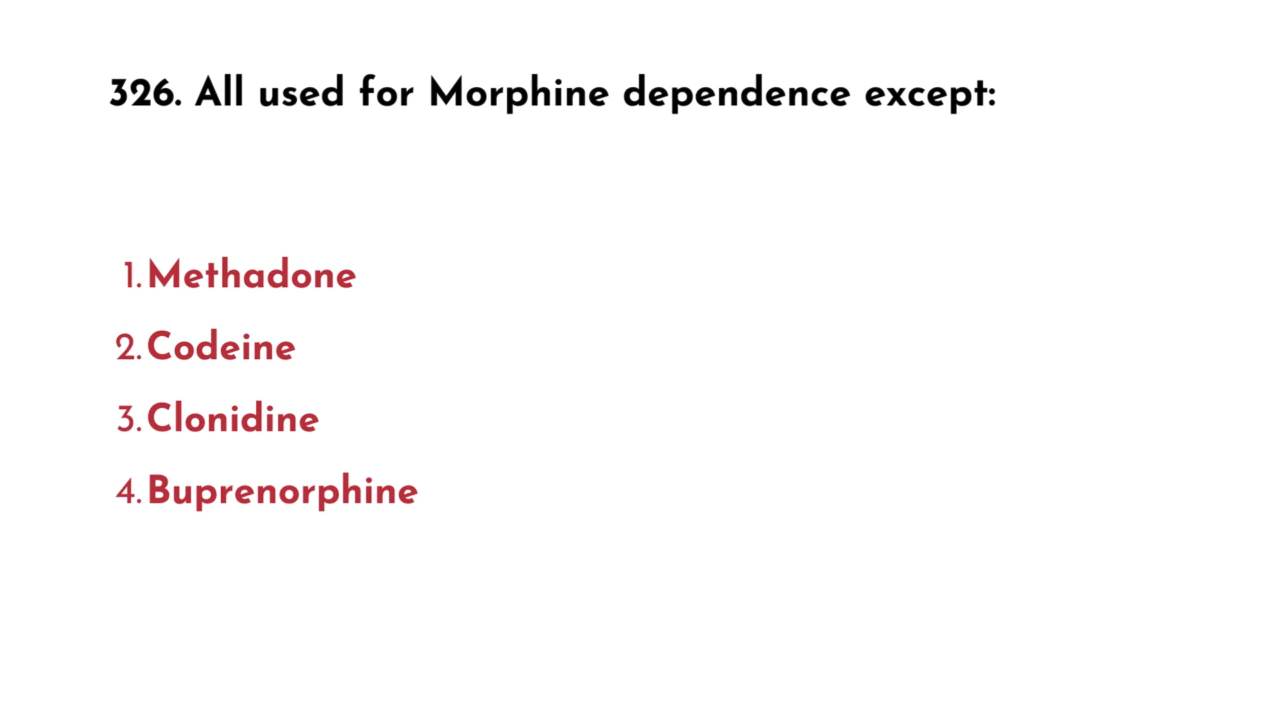 326. All used for Morphine dependence except:
1. Methadone
2. Codeine
3. Clonidine
4. Buprenorphine